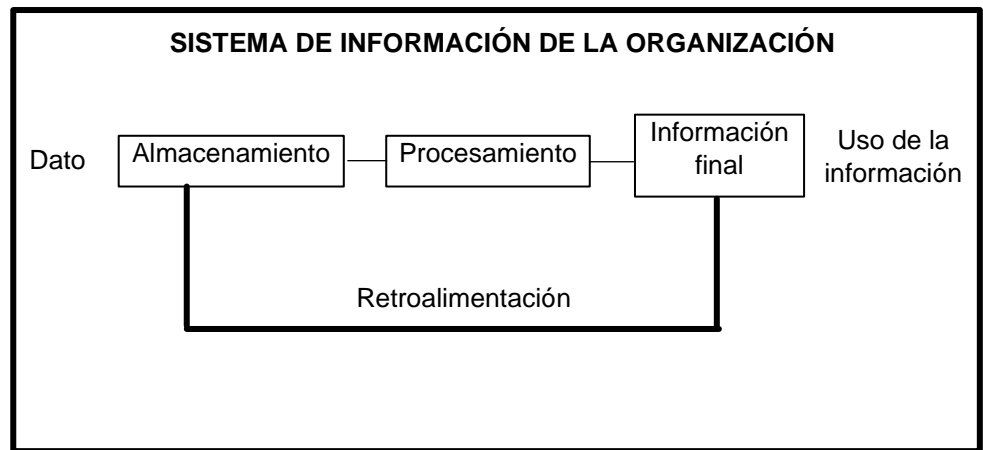 SISTEMA DE INFORMACIÓN DE LA ORGANIZACIÓN
Dato
Almacenamiento
Procesamiento
Información
final
Uso de la
información
Retroalimentación